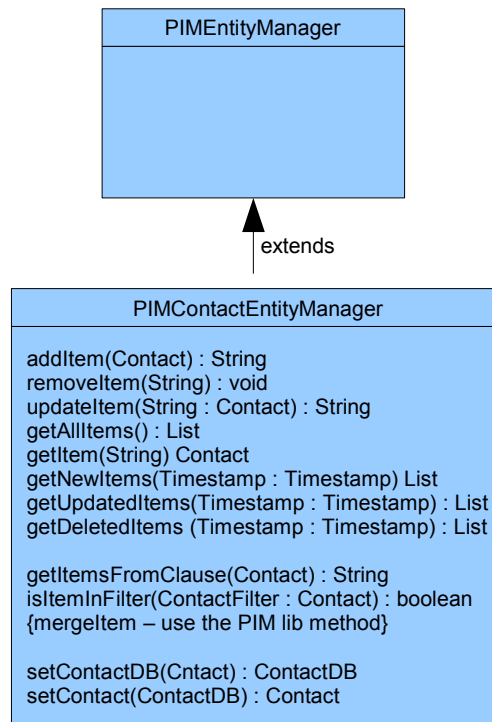 PIMEntityManager
extends
PIMContactEntityManager
addItem(Contact) : String
removeItem(String) : void
updateItem(String : Contact) : String
getAllItems() : List
getItem(String) Contact
getNewItems(Timestamp : Timestamp) List
getUpdatedItems(Timestamp : Timestamp) : List
getDeletedItems (Timestamp : Timestamp) : List
getItemsFromClause(Contact) : String
isItemInFilter(ContactFilter : Contact) : boolean
{mergeItem – use the PIM lib method}
setContactDB(Cntact) : ContactDB
setContact(ContactDB) : Contact